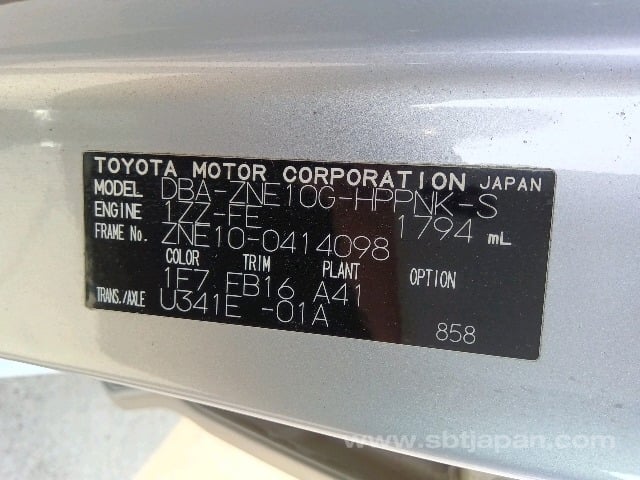 TOYOTA MOTOR CORPORATION JAPAN
MODEL DBA-ZNE10G-HPPNK-S
ENGINE 1ZZ-FE 1794 mL
FRAME No. ZNE10-0414098
COLOR TRIM PLANT OPTION
1F7 FB16 A41
TRANS./AXLE U341E -01A
858
www.sbtjapan.com